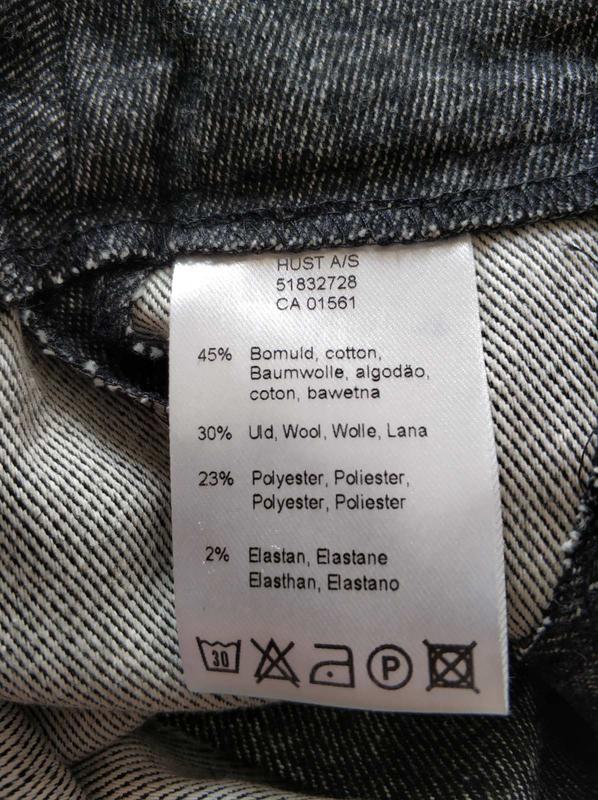 HUST A/S
51832728
CA 01561
45% Bomuld, cotton,
Baumwolle, algodão,
coton, bawetna
30% Uld, Wool, Wolle, Lana
23% Polyester, Poliester,
Polyester, Poliester
2% Elastan, Elastane
Elasthan, Elastano
30 P